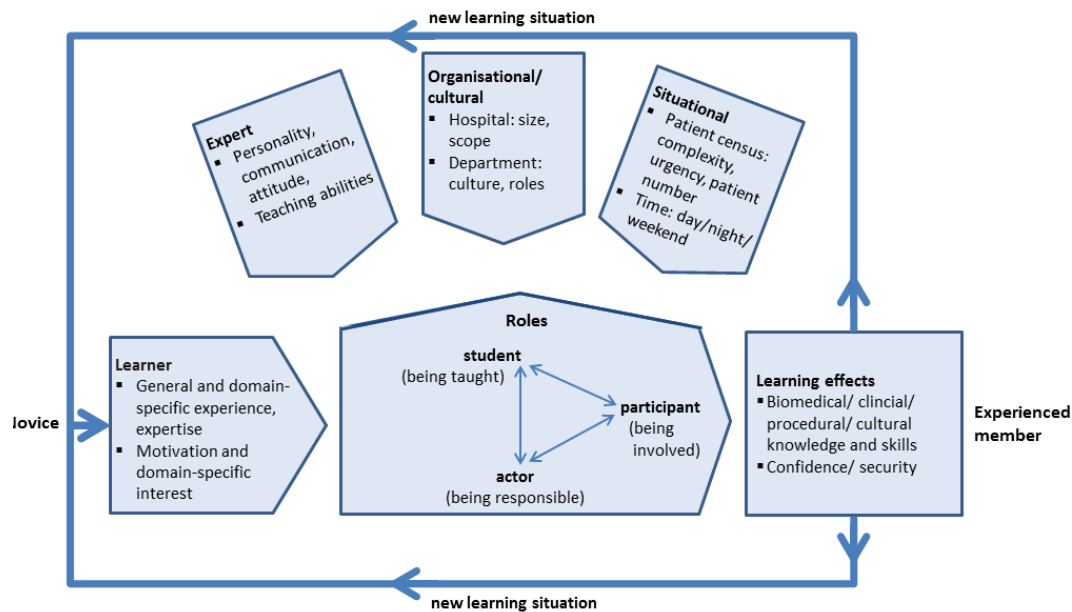 new learning situation
Expert
▪ Personality,
communication,
attitude,
▪ Teaching abilities
Organisational/
cultural
▪ Hospital: size,
scope
▪ Department:
culture, roles
Situational
▪ Patient census:
complexity,
urgency, patient
number
▪ Time: day/night/
weekend
Jovice
Learner
▪ General and domain-
specific experience,
expertise
▪ Motivation and
domain-specific
interest
Roles
student
(being taught)
participant
(being
involved)
actor
(being responsible)
Learning effects
▪ Biomedical/ clincial/
procedural/ cultural
knowledge and skills
▪ Confidence/ security
Experienced
member
new learning situation